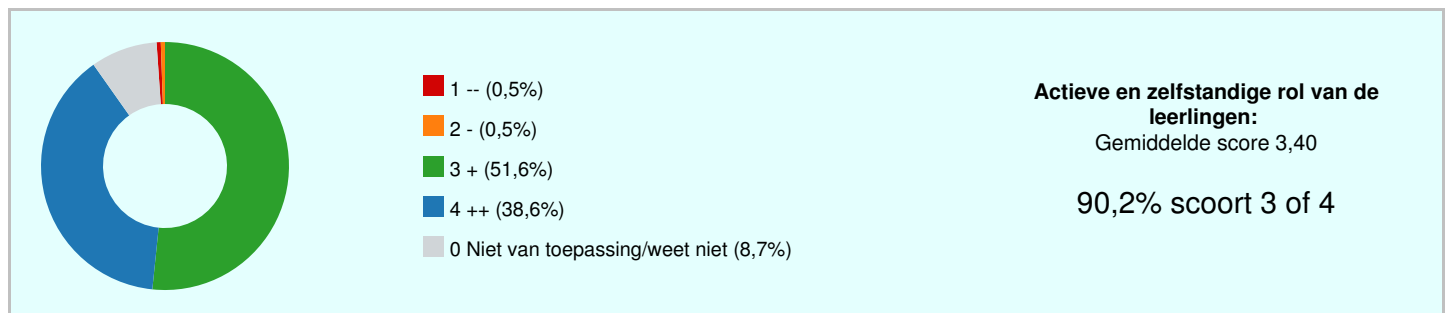 1 -- (0,5%)
2 - (0,5%)
3 + (51,6%)
4 ++ (38,6%)
0 Niet van toepassing/weet niet (8,7%)
Actieve en zelfstandige rol van de
leerlingen:
Gemiddelde score 3,40
90,2% scoort 3 of 4